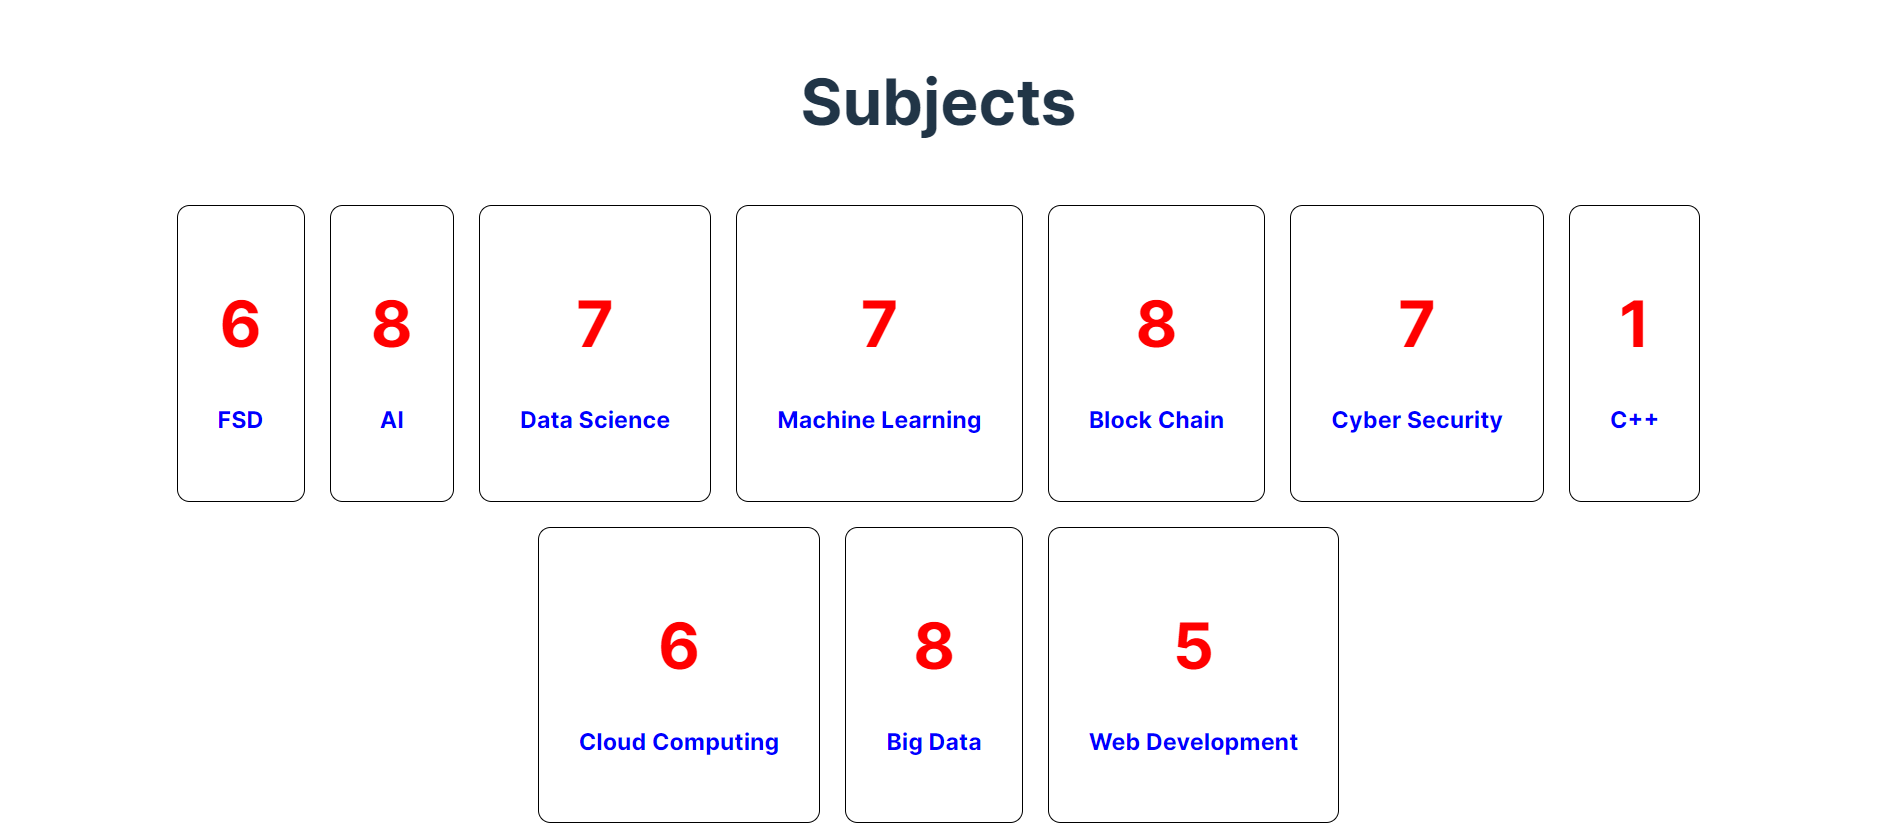 Subjects
6 8 7 7 8 7 1
FSD AI Data Science Machine Learning Block Chain Cyber Security C++
6 8 5
Cloud Computing Big Data Web Development